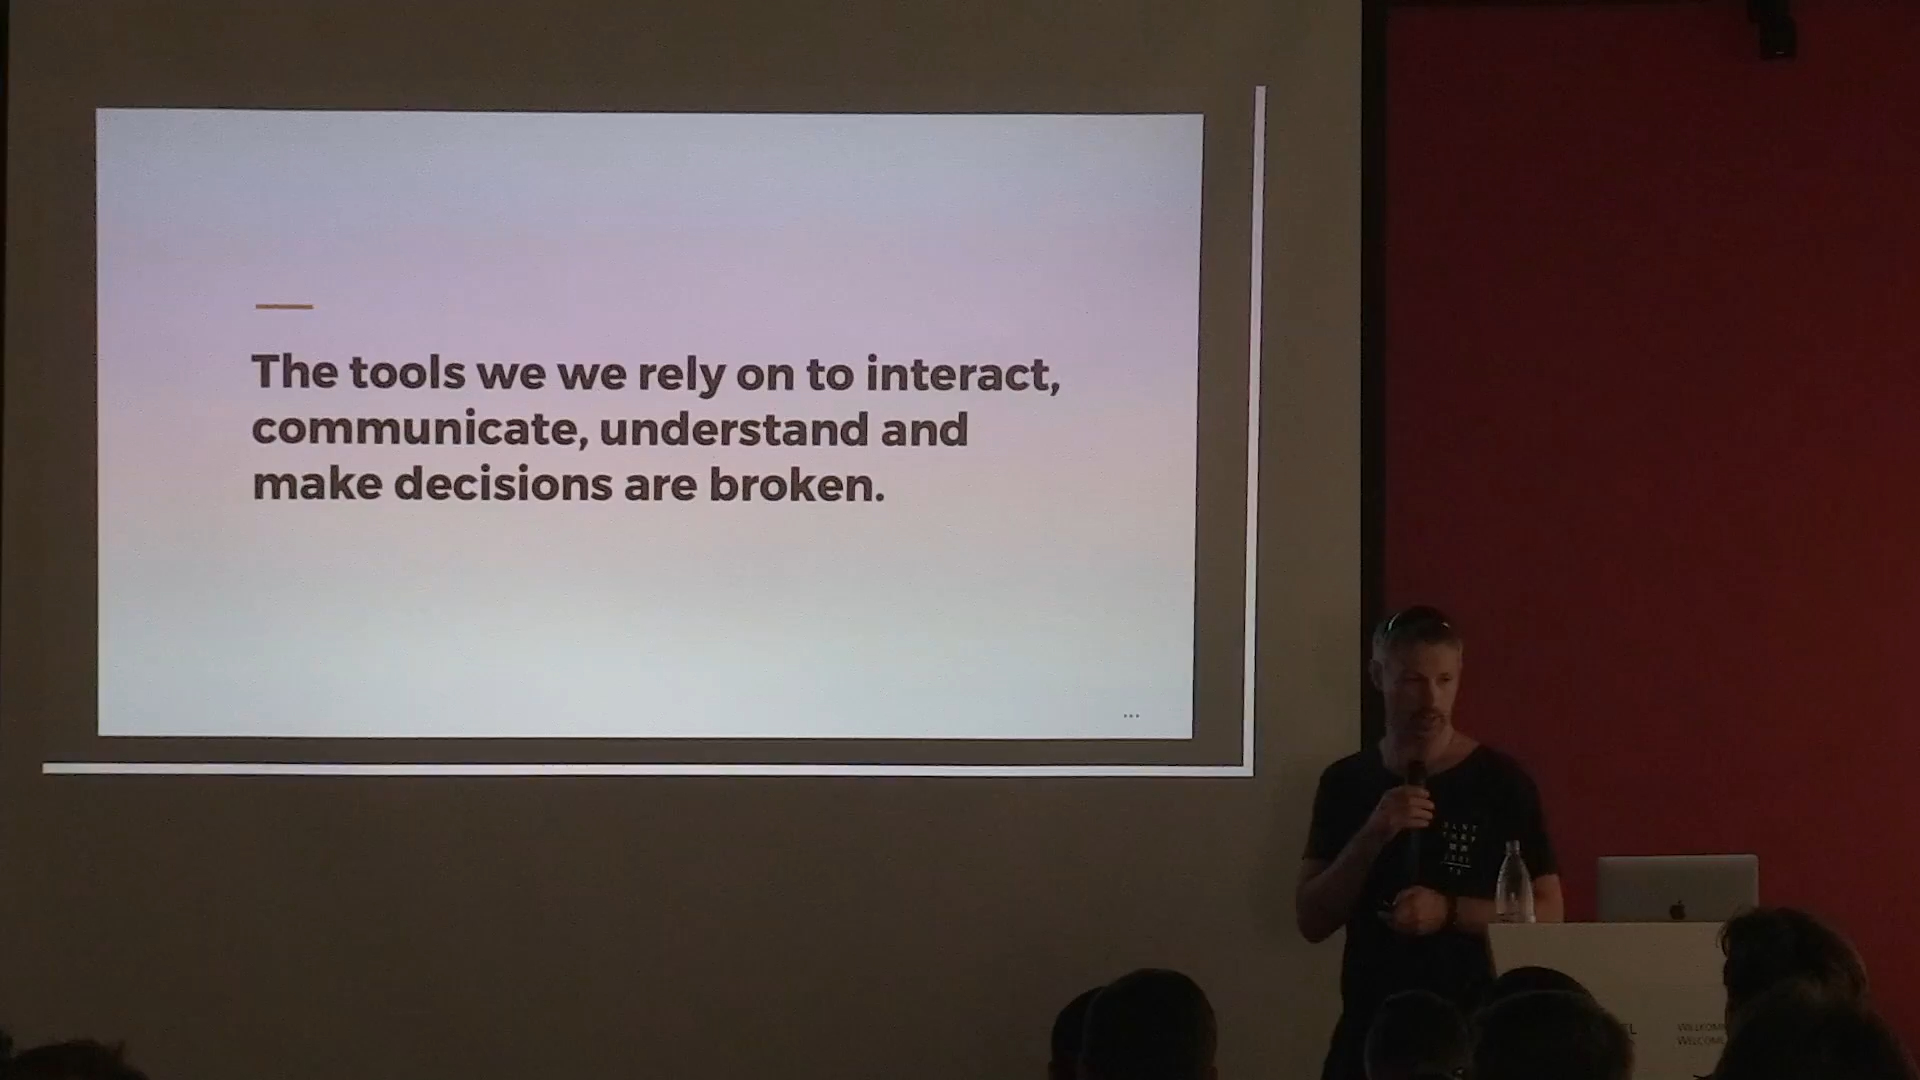 The tools we we rely on to interact,
communicate, understand and
make decisions are broken.
...